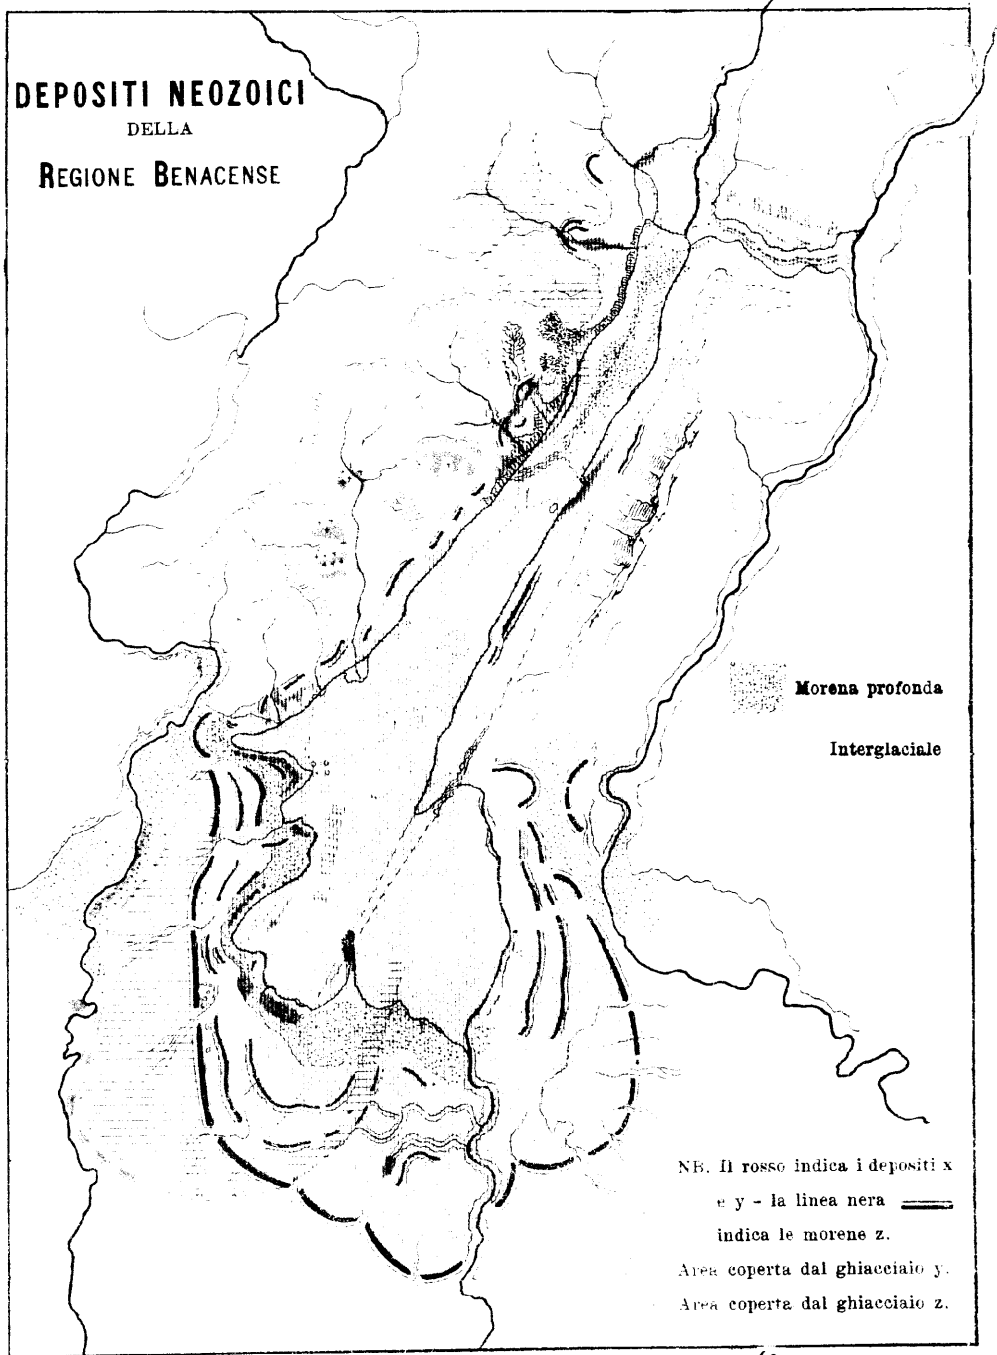 DEPOSITI NEOZOICI
DELLA
REGIONE BENACENSE
Morena profonda
Interglaciale
NB. Il rosso indica i depositi x
e y - la linea nera
indica le morene z.
Area coperta dal ghiacciaio y.
Area coperta dal ghiacciaio z.